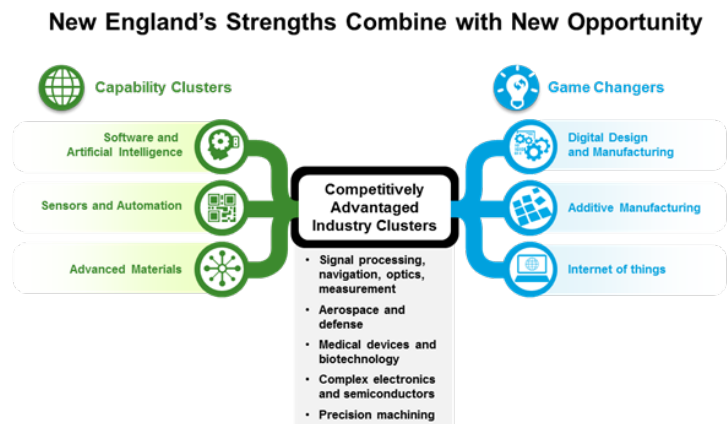 New England's Strengths Combine with New Opportunity
Capability Clusters
Game Changers
Software and
Artificial Intelligence
Sensors and Automation
Advanced Materials
Competitively
Advantaged
Industry Clusters
• Signal processing,
navigation, optics,
measurement
• Aerospace and
defense
• Medical devices and
biotechnology
• Complex electronics
and semiconductors
• Precision machining
Digital Design
and Manufacturing
Additive Manufacturing
Internet of things